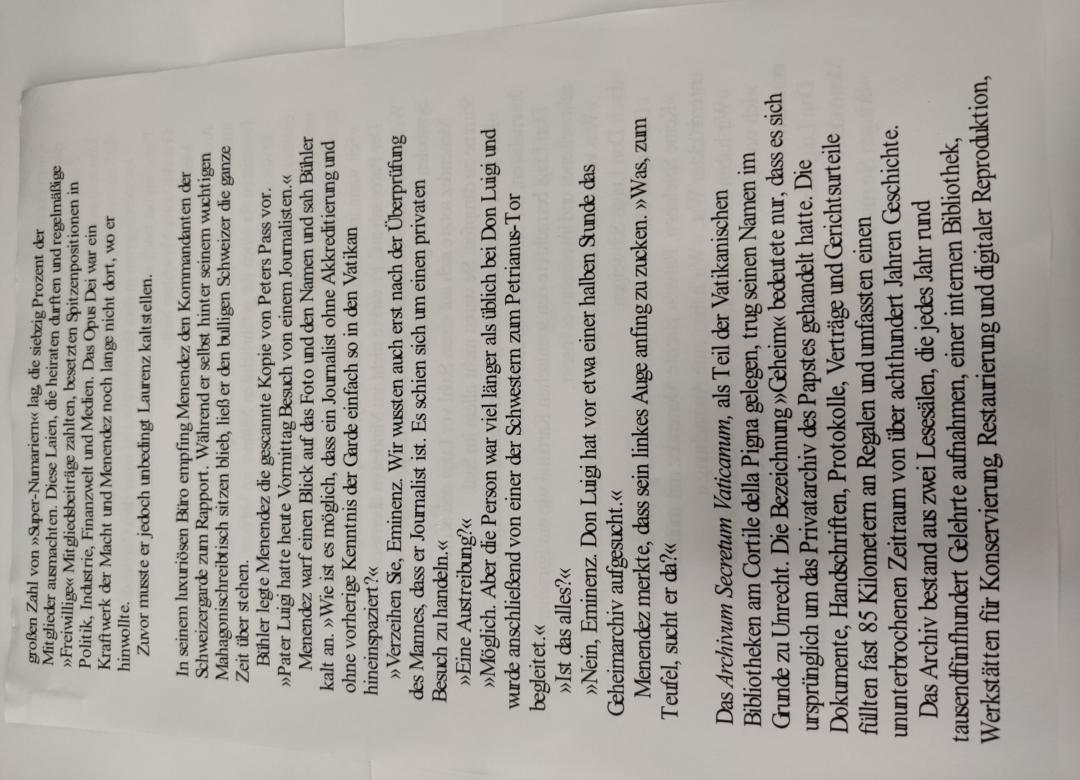 großen Zahl von »Super-Numariern« lag, die siebzig Prozent der
Mitglieder ausmachten. Diese Laien, die heiraten durften und regelmäßige
»freiwillige« Mitgliedsbeiträge zahlten, besetzten Spitzenpositionen in
Politik, Industrie, Finanzwelt und Medien. Das Opus Dei war ein
Kraftwerk der Macht und Menendez noch lange nicht dort, wo er
hinwollte.
Zuvor musste er jedoch unbedingt Laurenz kaltstellen.
In seinem luxuriösen Büro empfing Menendez den Kommandanten der
Schweizergarde zum Rapport. Während er selbst hinter seinem wuchtigen
Mahagonischreibtisch sitzen blieb, ließ er den bulligen Schweizer die ganze
Zeit über stehen.
Bühler legte Menendez die gescannte Kopie von Peters Pass vor.
»Pater Luigi hatte heute Vormittag Besuch von einem Journalisten.«
Menendez warf einen Blick auf das Foto und den Namen und sah Bühler
kalt an. »Wie ist es möglich, dass ein Journalist ohne Akkreditierung und
ohne vorherige Kenntnis der Garde einfach so in den Vatikan
hineinspaziert?«
»Verzeihen Sie, Eminenz. Wir wussten auch erst nach der Überprüfung
des Mannes, dass er Journalist ist. Es schien sich um einen privaten
Besuch zu handeln.«
»Eine Austreibung?«
»Möglich. Aber die Person war viel länger als üblich bei Don Luigi und
wurde anschließend von einer der Schwestern zum Petrianus-Tor
begleitet.«
»Ist das alles?«
»Nein, Eminenz. Don Luigi hat vor etwa einer halben Stunde das
Geheimarchiv aufgesucht.«
Menendez merkte, dass sein linkes Auge anfing zu zucken. »Was, zum
Teufel, sucht er da?«
Das Archivum Secretum Vaticanum, als Teil der Vatikanischen
Bibliotheken am Cortile della Pigna gelegen, trug seinen Namen im
Grunde zu Unrecht. Die Bezeichnung »Geheim« bedeutete nur, dass es sich
ursprünglich um das Privatarchiv des Papstes gehandelt hatte. Die
Dokumente, Handschriften, Protokolle, Verträge und Gerichtsurteile
füllten fast 85 Kilometern an Regalen und umfassten einen
ununterbrochenen Zeitraum von über achthundert Jahren Geschichte.
Das Archiv bestand aus zwei Lesesälen, die jedes Jahr rund
tausendfünfhundert Gelehrte aufnahmen, einer internen Bibliothek,
Werkstätten für Konservierung, Restaurierung und digitaler Reproduktion,